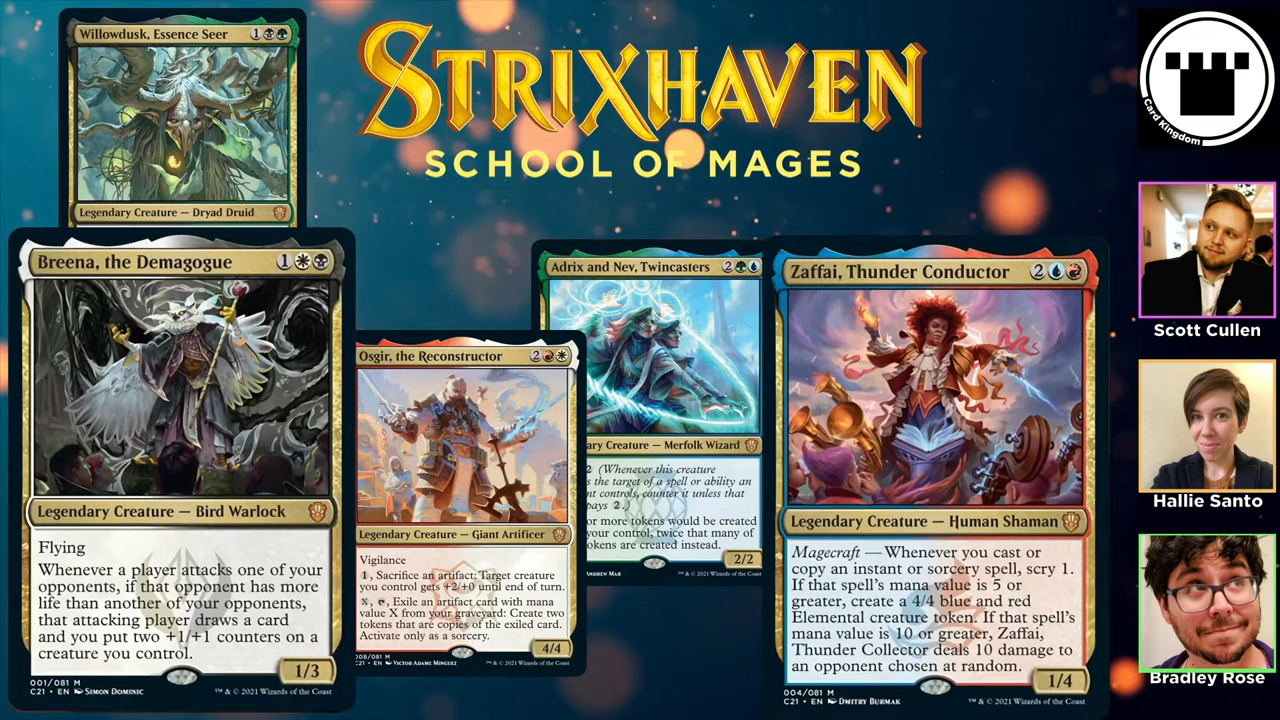 Willowdusk, Essence Seer 1
Legendary Creature — Dryad Druid
STRIXHAVEN
SCHOOL OF MAGES
Breena, the Demagogue 1
Legendary Creature — Bird Warlock
Flying
Whenever a player attacks one of your
opponents, if that opponent has more
life than another of your opponents,
that attacking player draws a card
and you put two +1/+1 counters on a
creature you control.
1/3
001/081 M
C21 • EN SIMON DOMINIC
™ & © 2021 Wizards of the Coast
Osgir, the Reconstructor 2
Legendary Creature — Giant Artificer
Vigilance
1, Sacrifice an artifact: Target creature
you control gets +2/+0 until end of turn.
X, , Exile an artifact card with mana
value X from your graveyard: Create two
tokens that are copies of the exiled card.
Activate only as a sorcery.
4/4
008/081 M
C21 • EN VICTOR ADAME MINGUEZ
™ & © 2021 Wizards of the Coast
Adrix and Nev, Twincasters 2
ary Creature — Merfolk Wizard
2 (Whenever this creature
s the target of a spell or ability an
nt controls, counter it unless that
pays 2.)
or more tokens would be created
your control, twice that many of
okens are created instead.
2/2
ANDREW MAR
™ & © 2021 Wizards of the Coast
Zaffai, Thunder Conductor 2
Legendary Creature — Human Shaman
Magecraft — Whenever you cast or
copy an instant or sorcery spell, scry 1.
If that spell's mana value is 5 or
greater, create a 4/4 blue and red
Elemental creature token. If that spell's
mana value is 10 or greater, Zaffai,
Thunder Collector deals 10 damage to
an opponent chosen at random.
1/4
004/081 M
C21 • EN DMITRY BURMAK
™ & © 2021 Wizards of the Coast
Card Kingdom
Scott Cullen
Hallie Santo
Bradley Rose